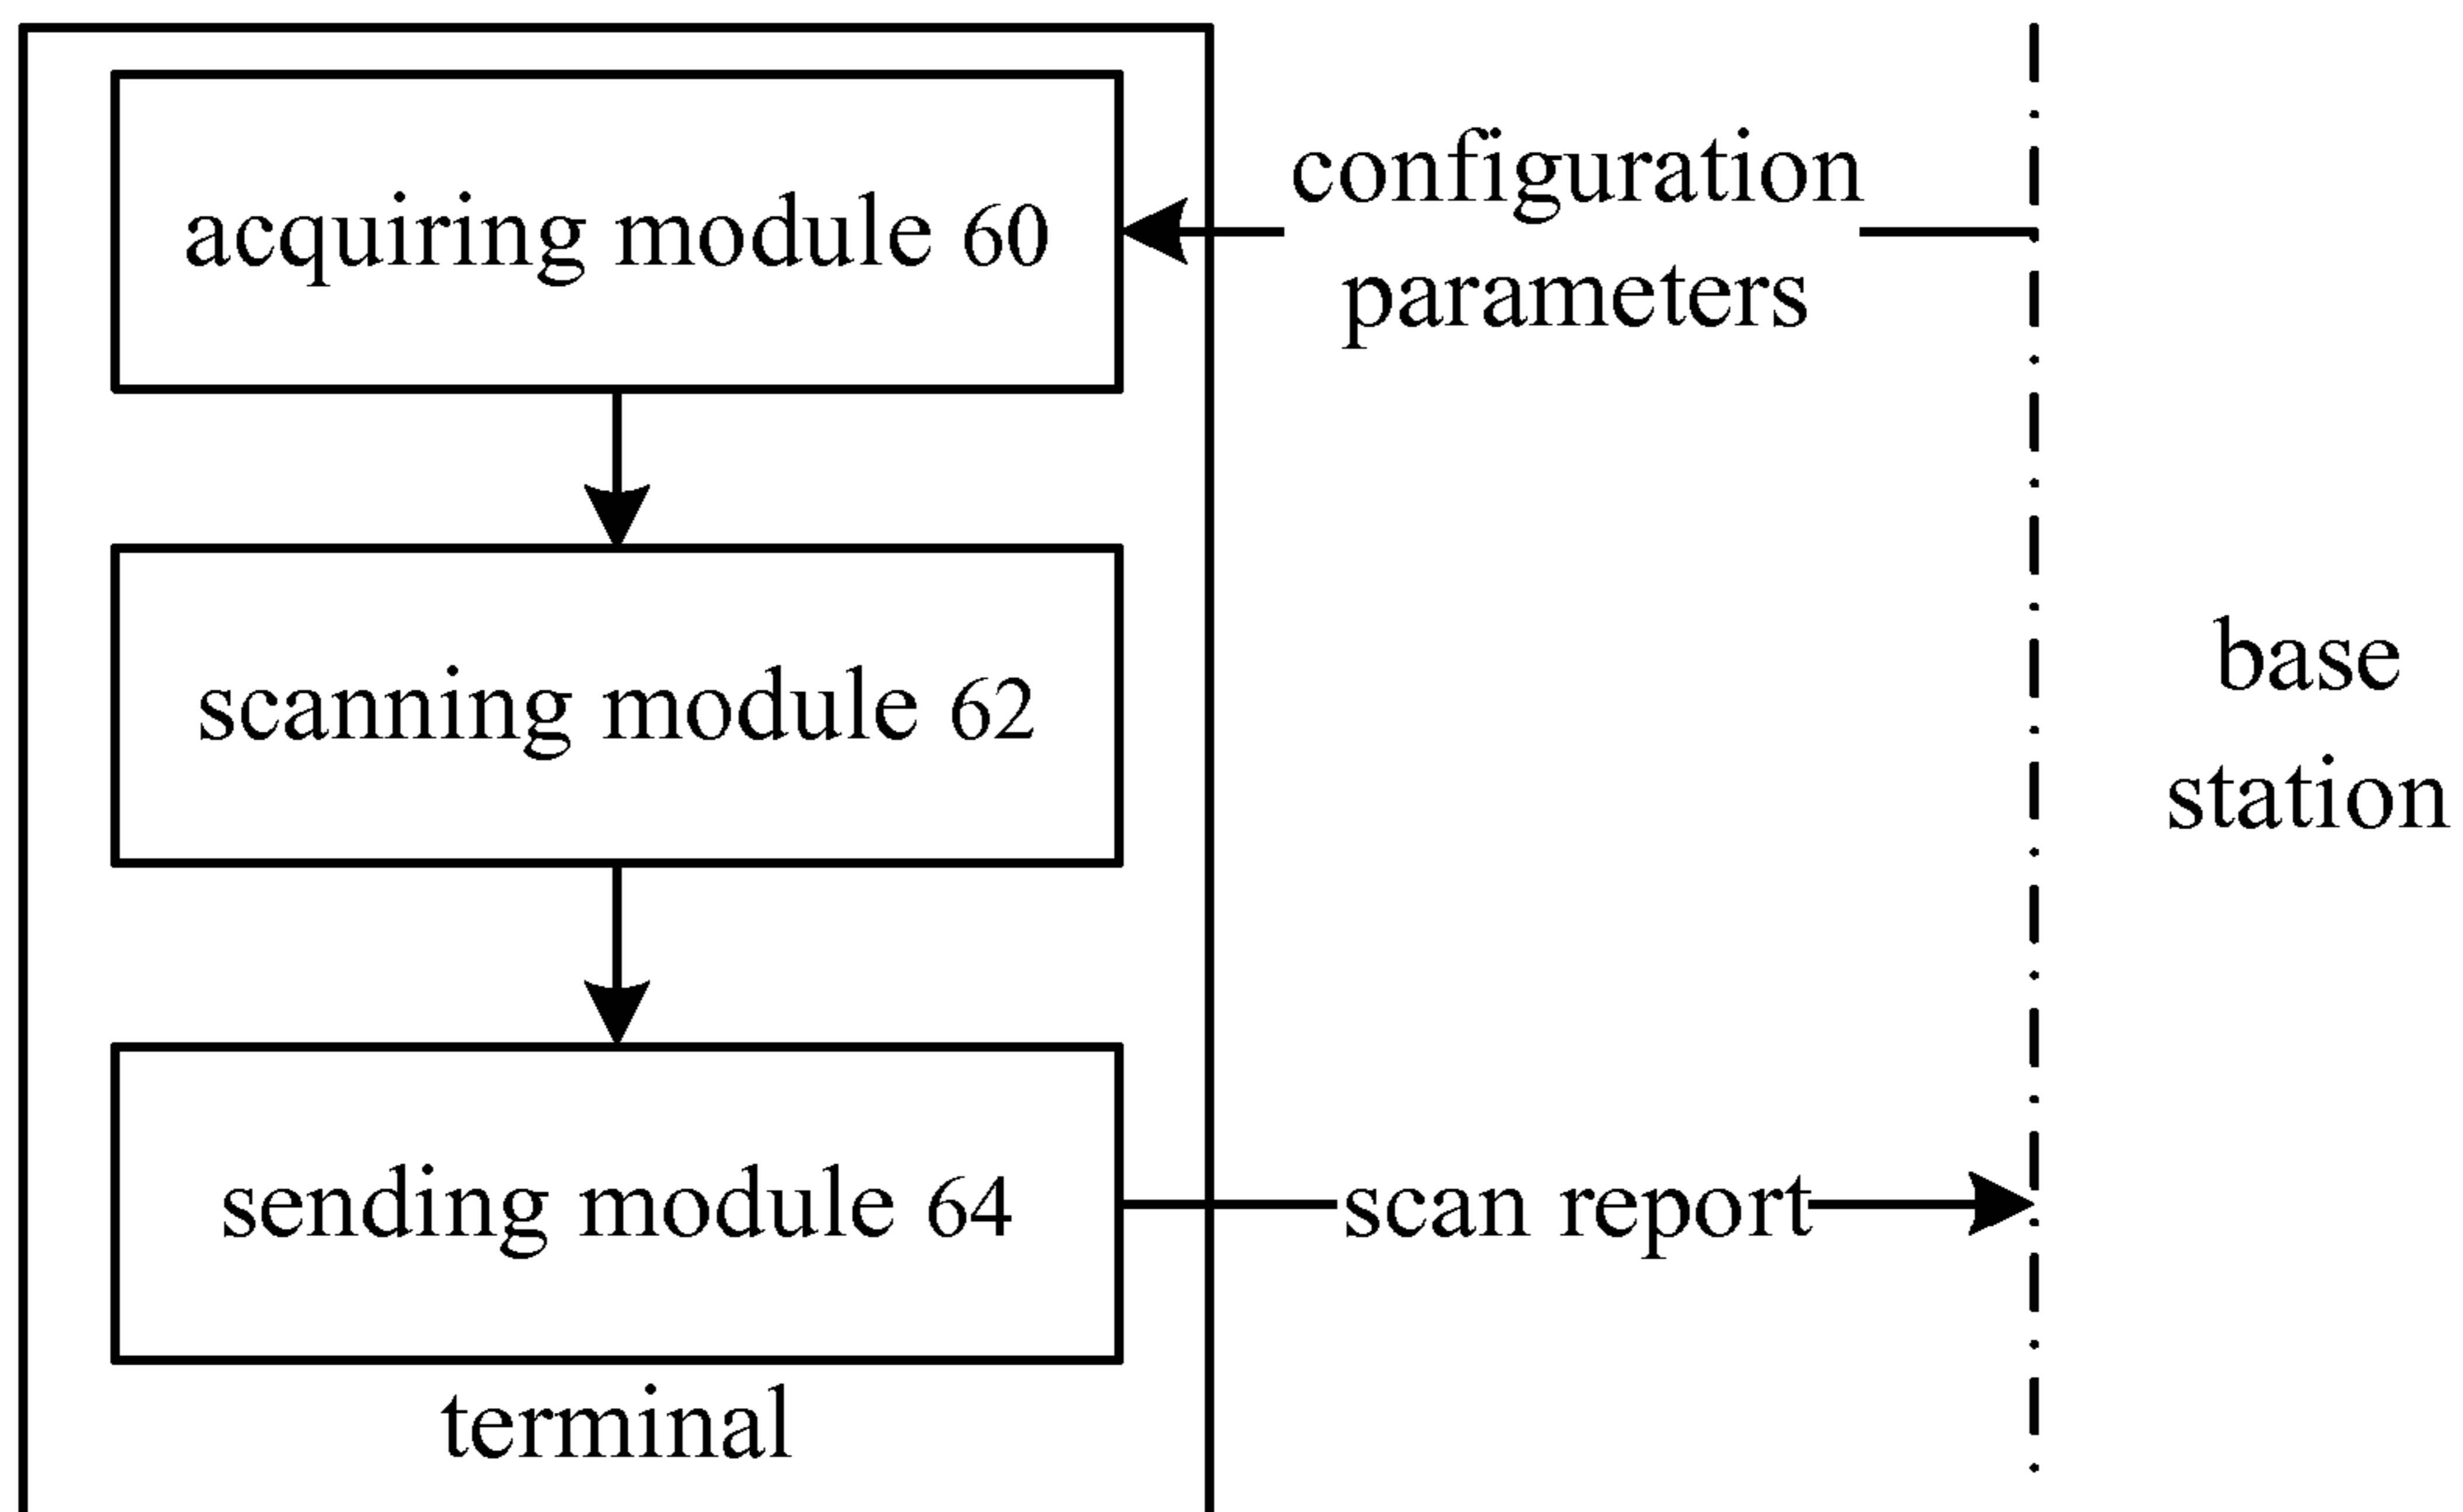 acquiring module 60
configuration
parameters
scanning module 62
base
station
sending module 64
scan report
terminal